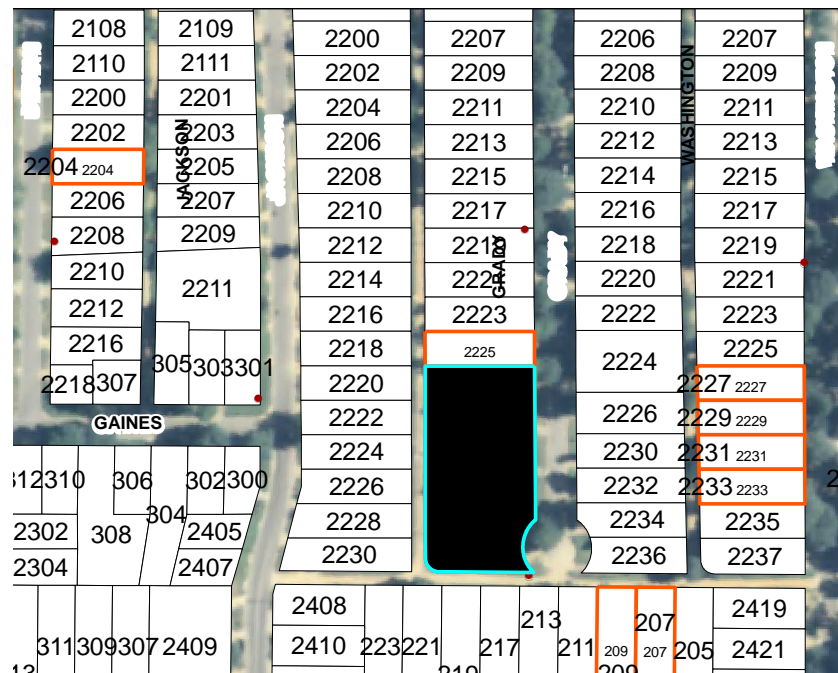 2108 2109 2200 2207 2206 2207
2110 2111 2202 2209 2208 2209
2200 2201 2204 2211 2210 2211
2202 2203 2206 2213 2212 2213
2204 2204 2205 2208 2215 2214 2215
2206 2207 2210 2217 2216 2217
2208 2209 2212 2219 2218 2219
2210 2211 2214 2221 2220 2221
2212 2216 2223 2222 2223
2216 305 303 301 2218 2225 2224 2225
2218 307 2220 2227 2227
2222 2226 2229 2229
2224 2230 2231 2231
2226 2232 2233 2233
2228 2234 2235
2230 2236 2237
JACKSON
GRADY
WASHINGTON
GAINES
2310 306 302 300
2302 308 304 2405
2304 2407
2408 213 207 2419
311 309 307 2409 2410 223 221 217 211 209 207 205 2421